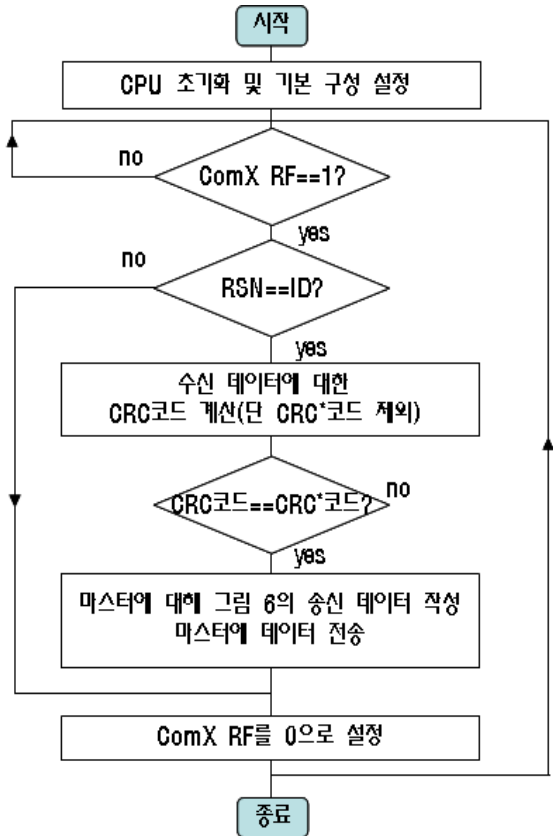 시작
CPU 초기화 및 기본 구성 설정
no
ComX RF==1?
yes
no
RSN==ID?
yes
수신 데이터에 대한
CRC코드 계산(단 CRC*코드 제외)
CRC코드==CRC*코드?
no
yes
마스터에 대해 그림 6의 송신 데이터 작성
마스터에 데이터 전송
ComX RF를 0으로 설정
종료